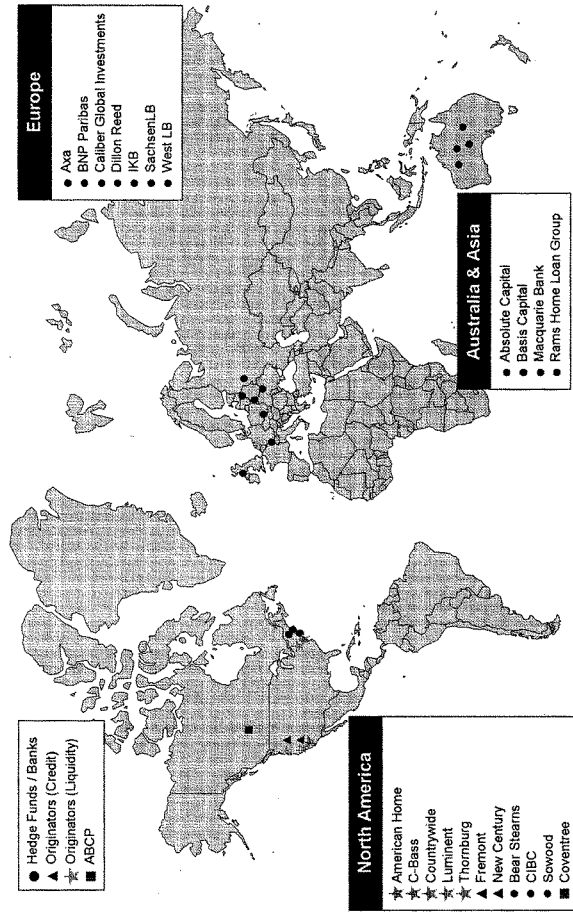 Hedge Funds / Banks
Originators (Credit)
Originators (Liquidity)
ABCP
North America
American Home
C-Bass
Countrywide
Luminent
Thornburg
Fremont
New Century
Bear Stearns
CIBC
Sowood
Coventree
Europe
Axa
BNP Paribas
Caliber Global Investments
Dillon Reed
IKB
SachsenLB
West LB
Australia & Asia
Absolute Capital
Basis Capital
Macquarie Bank
Rams Home Loan Group